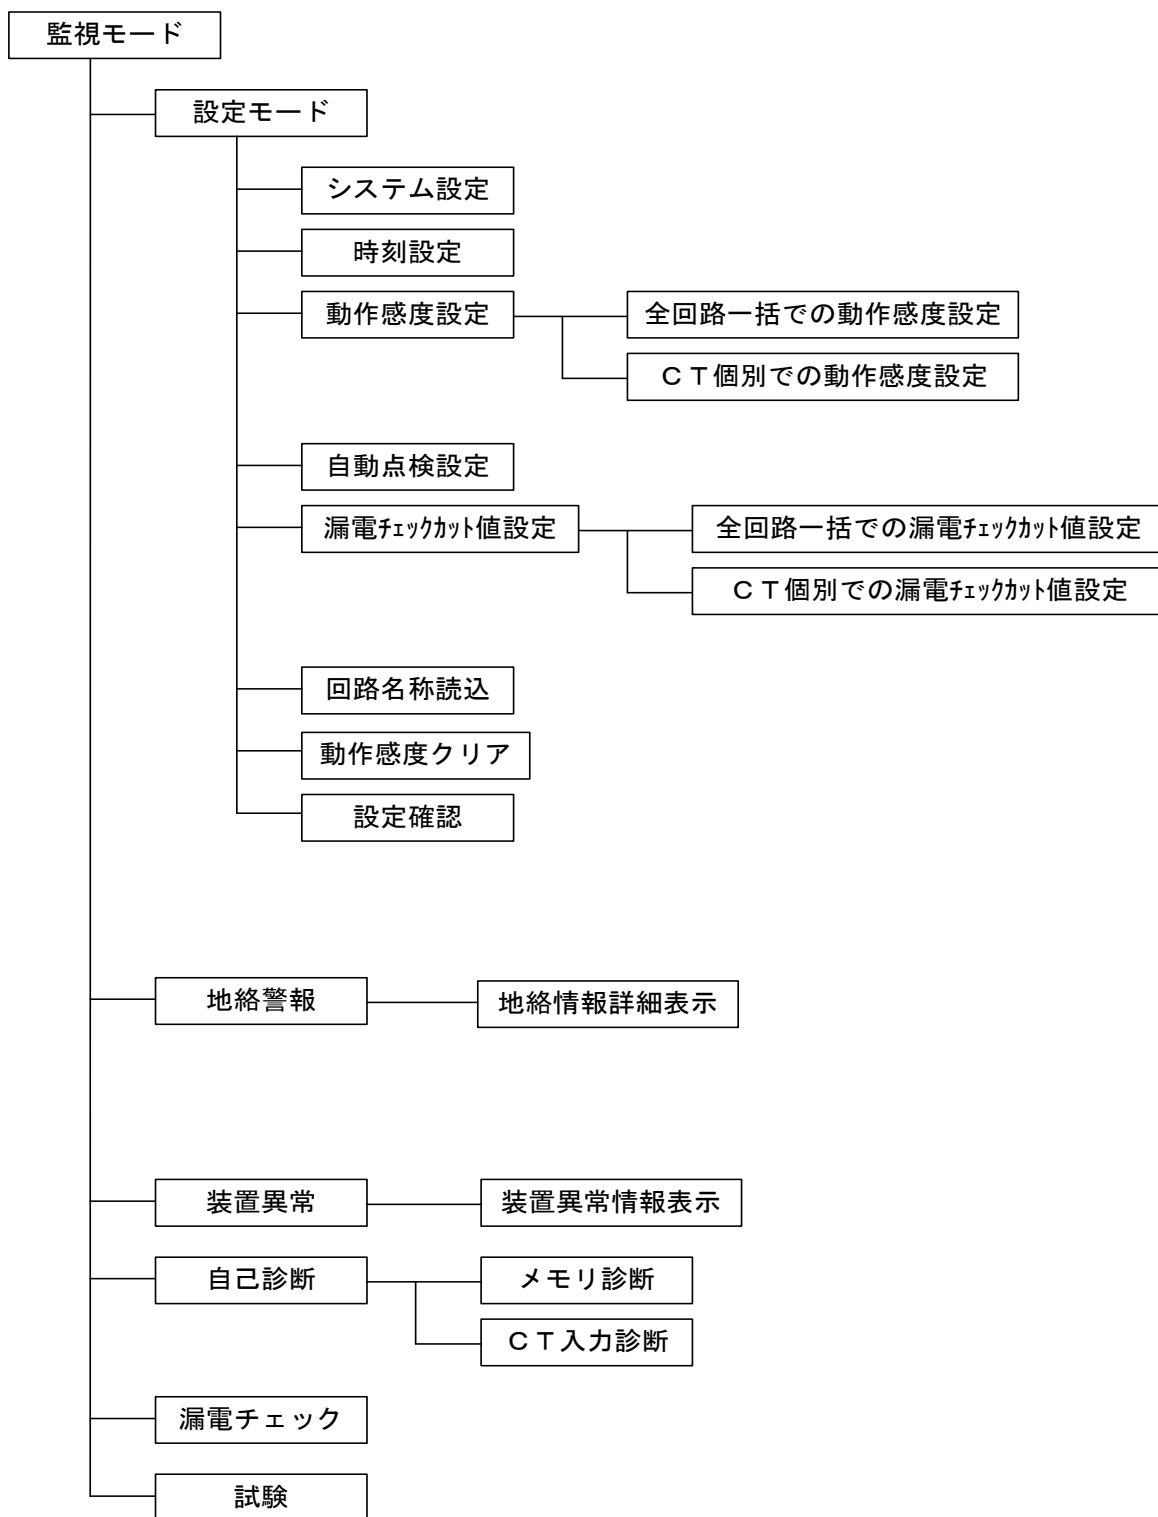 監視モード
設定モード
システム設定
時刻設定
動作感度設定
全回路一括での動作感度設定
ＣＴ個別での動作感度設定
自動点検設定
漏電ﾁｪｯｸｶｯﾄ値設定
全回路一括での漏電ﾁｪｯｸｶｯﾄ値設定
ＣＴ個別での漏電ﾁｪｯｸｶｯﾄ値設定
回路名称読込
動作感度クリア
設定確認
地絡警報
地絡情報詳細表示
装置異常
装置異常情報表示
自己診断
メモリ診断
ＣＴ入力診断
漏電チェック
試験